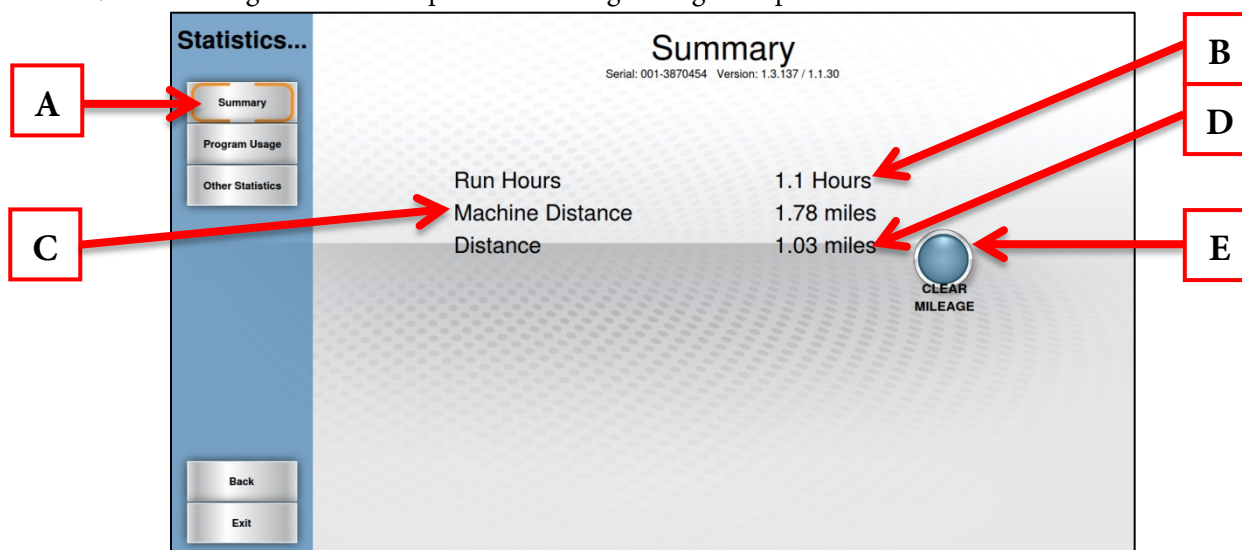 Statistics...
Summary
Program Usage
Other Statistics
Back
Exit
Summary
Serial: 001-3870454 Version: 1.3.137 / 1.1.30
Run Hours 1.1 Hours
Machine Distance 1.78 miles
Distance 1.03 miles
CLEAR
MILEAGE
A
B
C
D
E